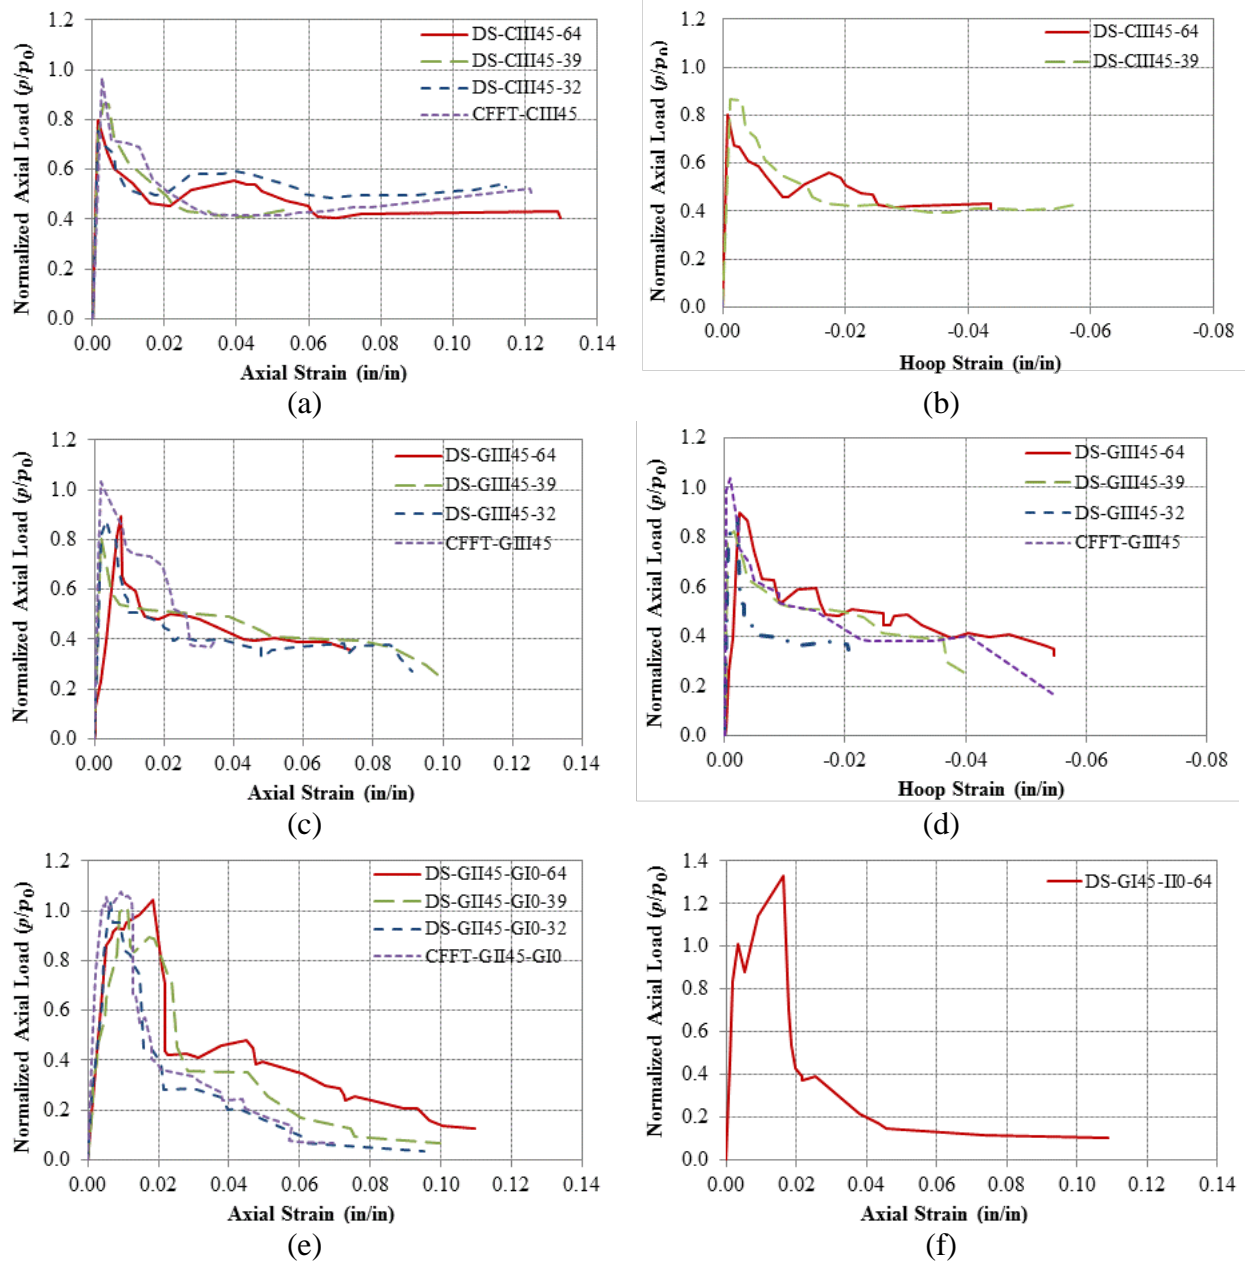 1.2
1.0
0.8
0.6
0.4
0.2
0.0
0.00 0.02 0.04 0.06 0.08 0.10 0.12 0.14
Normalized Axial Load (p/p0)
Axial Strain (in/in)
DS-CIII45-64
DS-CIII45-39
DS-CIII45-32
CFFT-CIII45
(a)
1.2
1.0
0.8
0.6
0.4
0.2
0.0
0.00 -0.02 -0.04 -0.06 -0.08
Normalized Axial Load (p/p0)
Hoop Strain (in/in)
DS-CIII45-64
DS-CIII45-39
(b)
1.2
1.0
0.8
0.6
0.4
0.2
0.0
0.00 0.02 0.04 0.06 0.08 0.10 0.12 0.14
Normalized Axial Load (p/p0)
Axial Strain (in/in)
DS-GIII45-64
DS-GIII45-39
DS-GIII45-32
CFFT-GIII45
(c)
1.2
1.0
0.8
0.6
0.4
0.2
0.0
0.00 -0.02 -0.04 -0.06 -0.08
Normalized Axial Load (p/p0)
Hoop Strain (in/in)
DS-GIII45-64
DS-GIII45-39
DS-GIII45-32
CFFT-GIII45
(d)
1.2
1.0
0.8
0.6
0.4
0.2
0.0
0.00 0.02 0.04 0.06 0.08 0.10 0.12 0.14
Normalized Axial Load (p/p0)
Axial Strain (in/in)
DS-GII45-GI0-64
DS-GII45-GI0-39
DS-GII45-GI0-32
CFFT-GII45-GI0
(e)
1.4
1.2
1.0
0.8
0.6
0.4
0.2
0.0
0.00 0.02 0.04 0.06 0.08 0.10 0.12 0.14
Normalized Axial Load (p/p0)
Axial Strain (in/in)
DS-GI45-II0-64
(f)